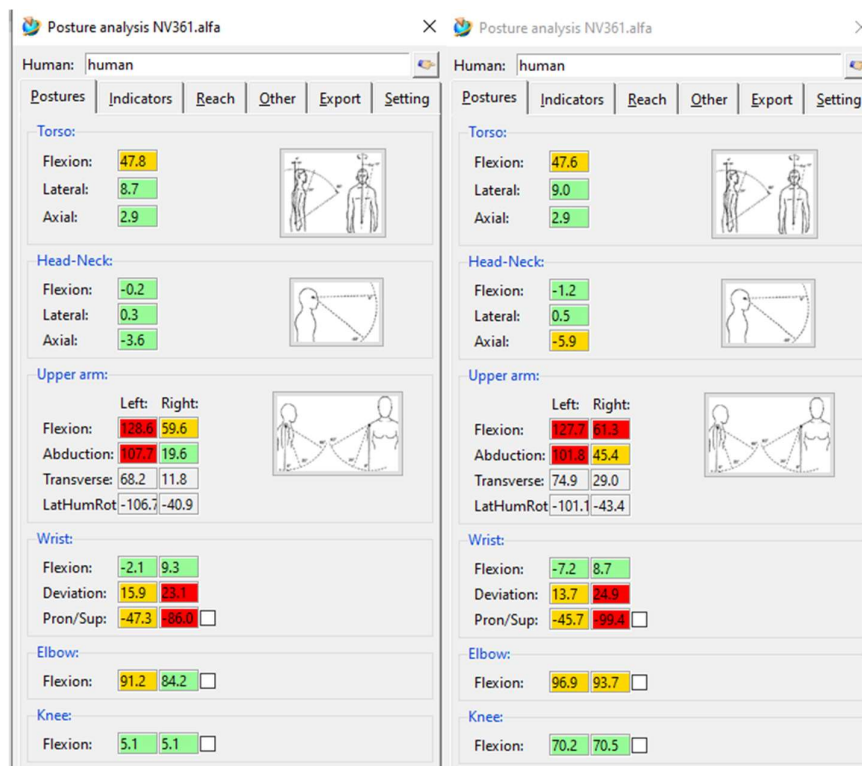 Posture analysis NV361.alfa
Human: human
Postures Indicators Reach Other Export Setting
Torso:
Flexion: 47.8
Lateral: 8.7
Axial: 2.9
Head-Neck:
Flexion: -0.2
Lateral: 0.3
Axial: -3.6
Upper arm:
Left: Right:
Flexion: 128.6 59.6
Abduction: 107.7 19.6
Transverse: 68.2 11.8
LatHumRot -106.7 -40.9
Wrist:
Flexion: -2.1 9.3
Deviation: 15.9 23.1
Pron/Sup: -47.3 -86.0
Elbow:
Flexion: 91.2 84.2
Knee:
Flexion: 5.1 5.1
Posture analysis NV361.alfa
Human: human
Postures Indicators Reach Other Export Setting
Torso:
Flexion: 47.6
Lateral: 9.0
Axial: 2.9
Head-Neck:
Flexion: -1.2
Lateral: 0.5
Axial: -5.9
Upper arm:
Left: Right:
Flexion: 127.7 61.3
Abduction: 101.8 45.4
Transverse: 74.9 29.0
LatHumRot -101.1 -43.4
Wrist:
Flexion: -7.2 8.7
Deviation: 13.7 24.9
Pron/Sup: -45.7 -99.4
Elbow:
Flexion: 96.9 93.7
Knee:
Flexion: 70.2 70.5